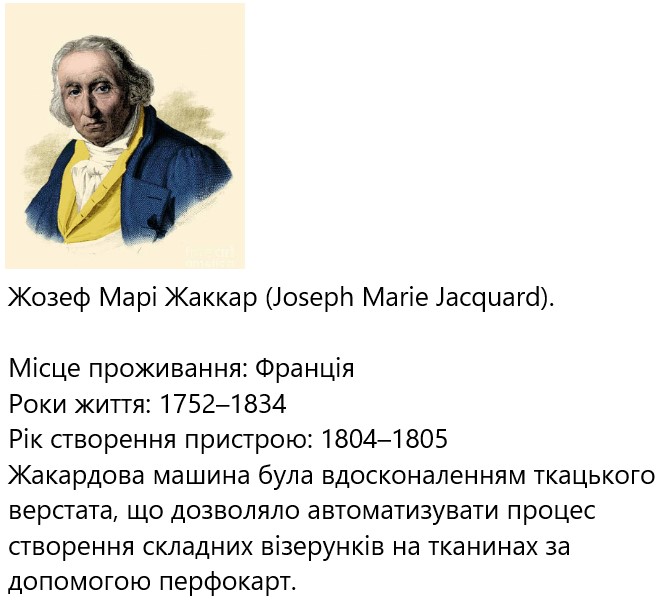 Жозеф Марі Жаккар (Joseph Marie Jacquard).
Місце проживання: Франція
Роки життя: 1752–1834
Рік створення пристрою: 1804–1805
Жакардова машина була вдосконаленням ткацького
верстата, що дозволяло автоматизувати процес
створення складних візерунків на тканинах за
допомогою перфокарт.